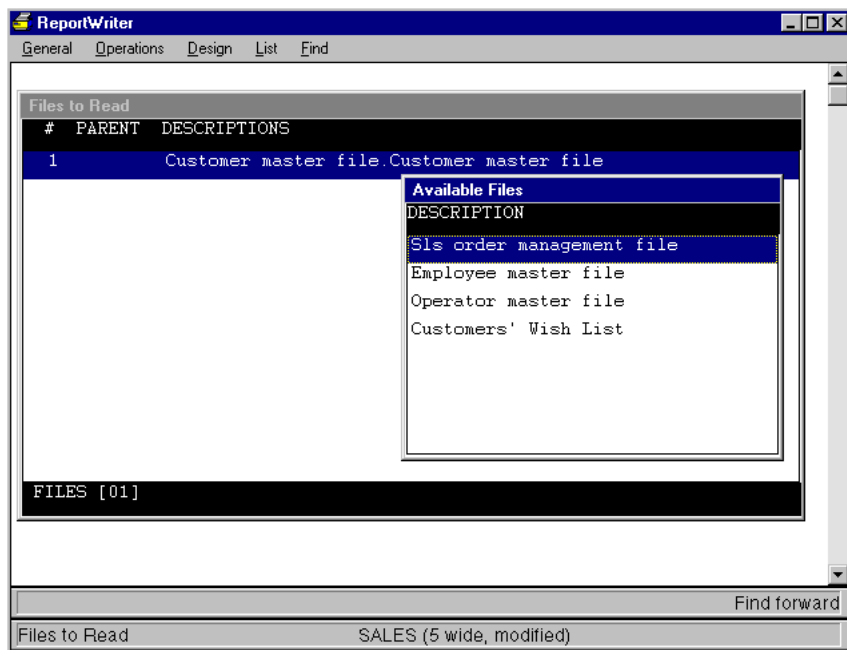 ReportWriter
General Operations Design List Find
Files to Read
# PARENT DESCRIPTIONS
1 Customer master file.Customer master file
Available Files
DESCRIPTION
Sls order management file
Employee master file
Operator master file
Customers' Wish List
FILES [01]
Find forward
Files to Read SALES (5 wide, modified)